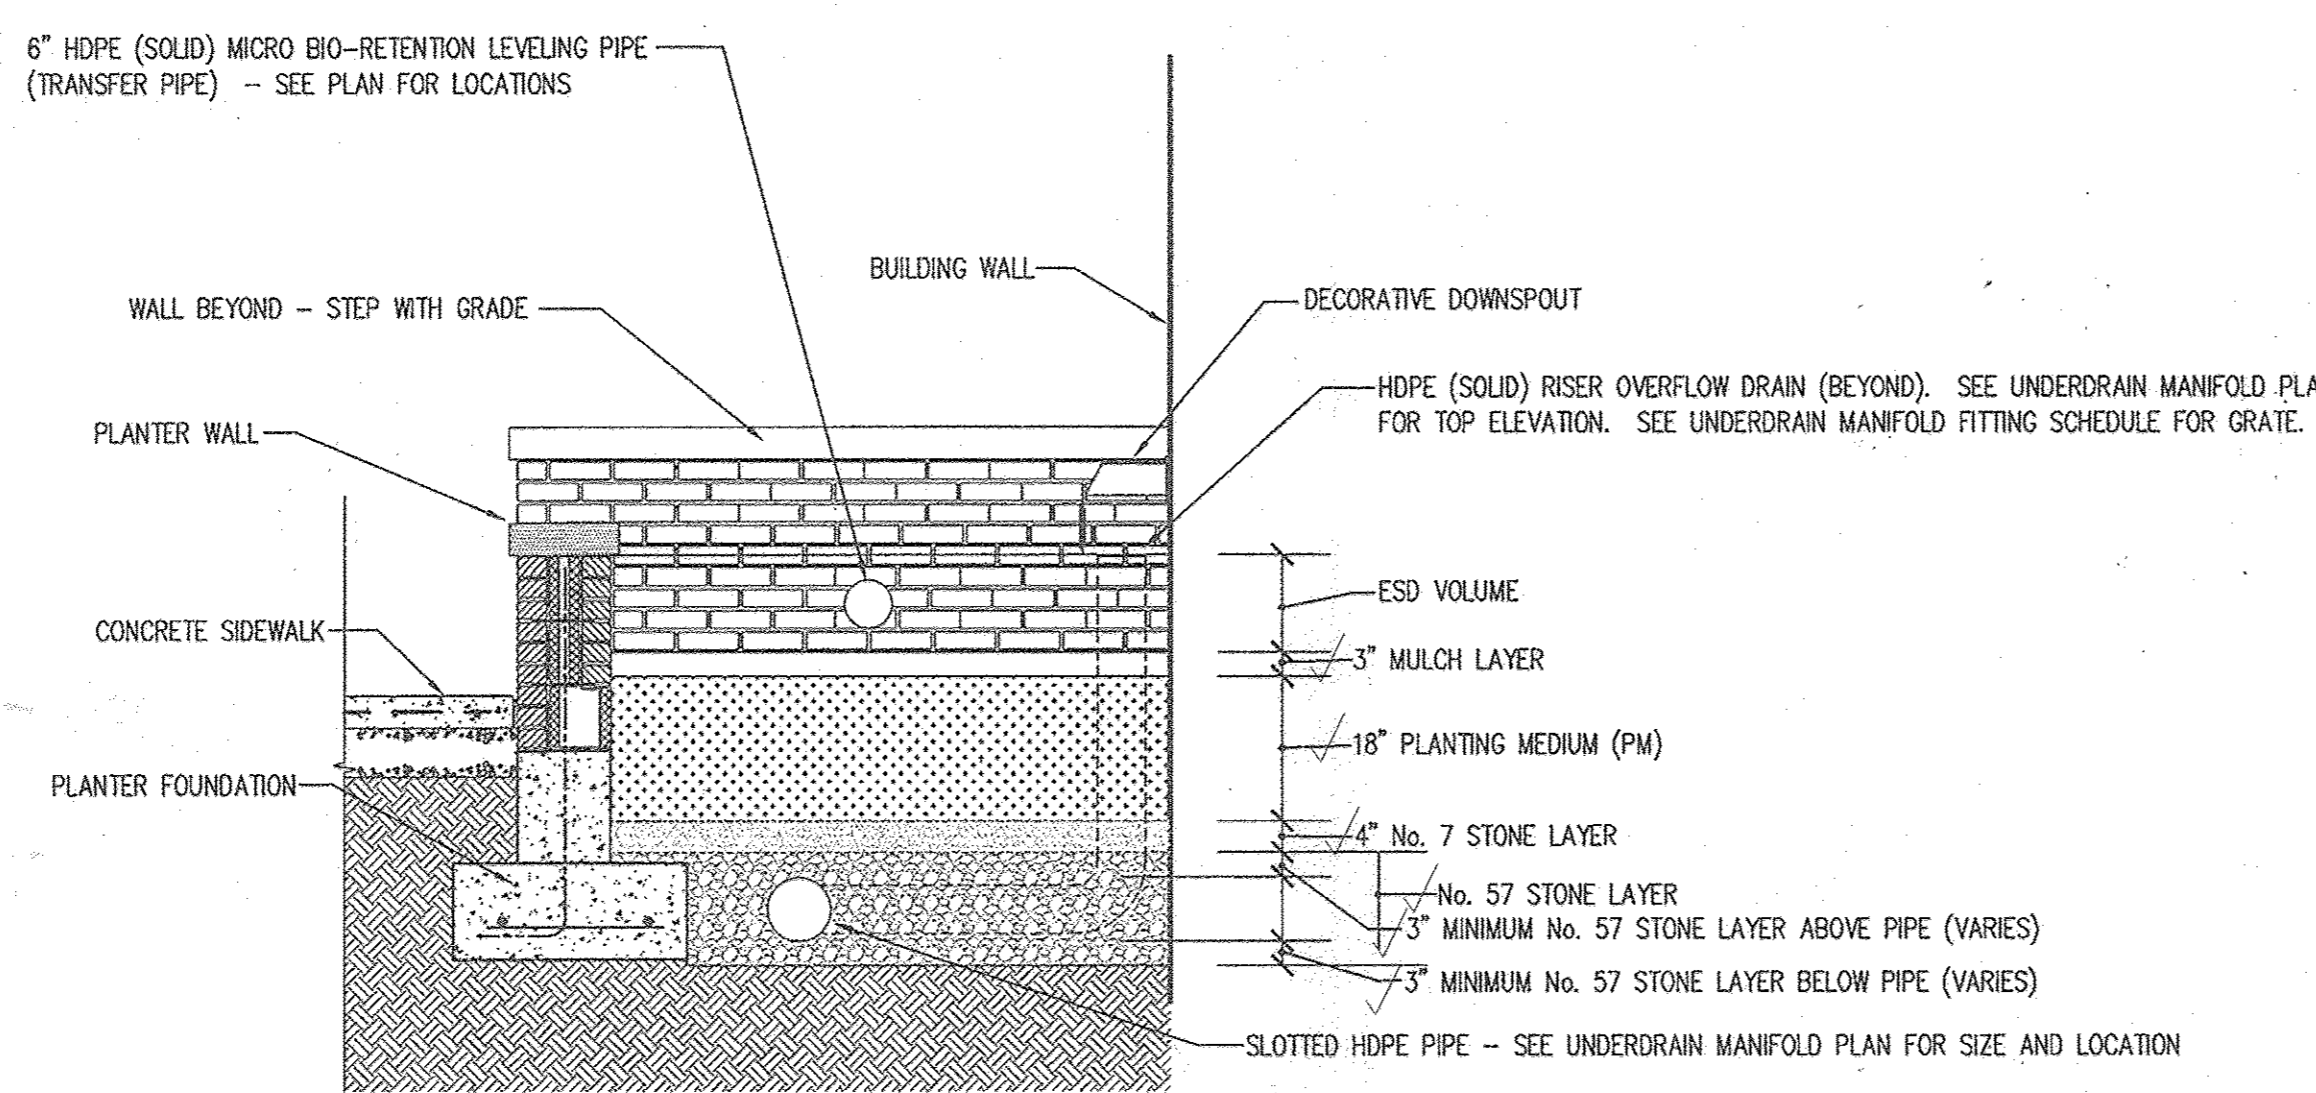 6" HDPE (SOLID) MICRO BIO-RETENTION LEVELING PIPE
(TRANSFER PIPE) - SEE PLAN FOR LOCATIONS
BUILDING WALL
WALL BEYOND - STEP WITH GRADE
DECORATIVE DOWNSPOUT
HDPE (SOLID) RISER OVERFLOW DRAIN (BEYOND). SEE UNDERDRAIN MANIFOLD PLA
FOR TOP ELEVATION. SEE UNDERDRAIN MANIFOLD FITTING SCHEDULE FOR GRATE.
PLANTER WALL
ESD VOLUME
CONCRETE SIDEWALK
3" MULCH LAYER
18" PLANTING MEDIUM (PM)
PLANTER FOUNDATION
4" No. 7 STONE LAYER
No. 57 STONE LAYER
3" MINIMUM No. 57 STONE LAYER ABOVE PIPE (VARIES)
3" MINIMUM No. 57 STONE LAYER BELOW PIPE (VARIES)
SLOTTED HDPE PIPE - SEE UNDERDRAIN MANIFOLD PLAN FOR SIZE AND LOCATION